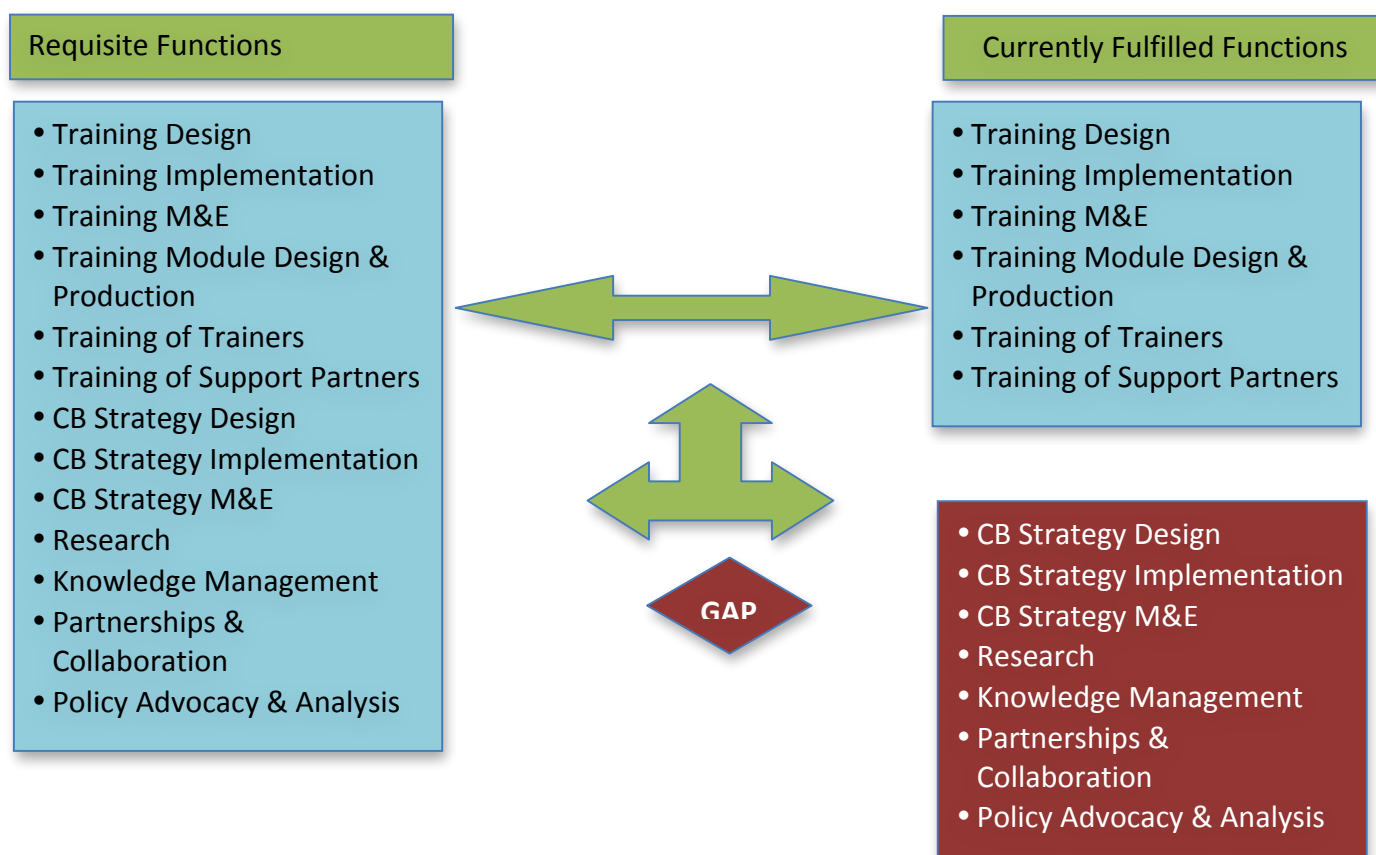 Requisite Functions
• Training Design
• Training Implementation
• Training M&E
• Training Module Design &
Production
• Training of Trainers
• Training of Support Partners
• CB Strategy Design
• CB Strategy Implementation
• CB Strategy M&E
• Research
• Knowledge Management
• Partnerships &
Collaboration
• Policy Advocacy & Analysis
GAP
Currently Fulfilled Functions
• Training Design
• Training Implementation
• Training M&E
• Training Module Design &
Production
• Training of Trainers
• Training of Support Partners
• CB Strategy Design
• CB Strategy Implementation
• CB Strategy M&E
• Research
• Knowledge Management
• Partnerships &
Collaboration
• Policy Advocacy & Analysis